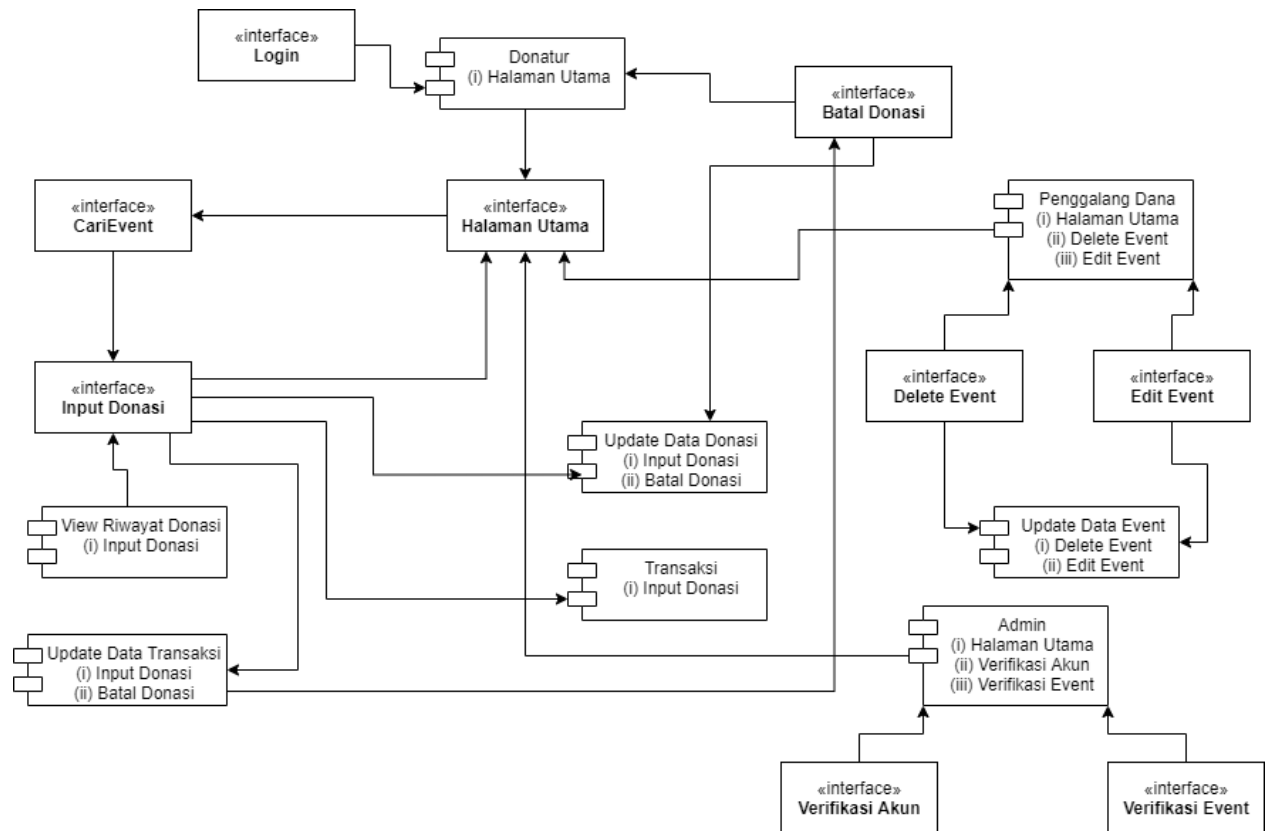 «interface»
Login
Donatur
(i) Halaman Utama
«interface»
Batal Donasi
«interface»
CariEvent
«interface»
Halaman Utama
Penggalang Dana
(i) Halaman Utama
(ii) Delete Event
(iii) Edit Event
«interface»
Input Donasi
«interface»
Delete Event
«interface»
Edit Event
Update Data Donasi
(i) Input Donasi
(ii) Batal Donasi
View Riwayat Donasi
(i) Input Donasi
Update Data Event
(i) Delete Event
(ii) Edit Event
Transaksi
(i) Input Donasi
Update Data Transaksi
(i) Input Donasi
(ii) Batal Donasi
Admin
(i) Halaman Utama
(ii) Verifikasi Akun
(iii) Verifikasi Event
«interface»
Verifikasi Akun
«interface»
Verifikasi Event